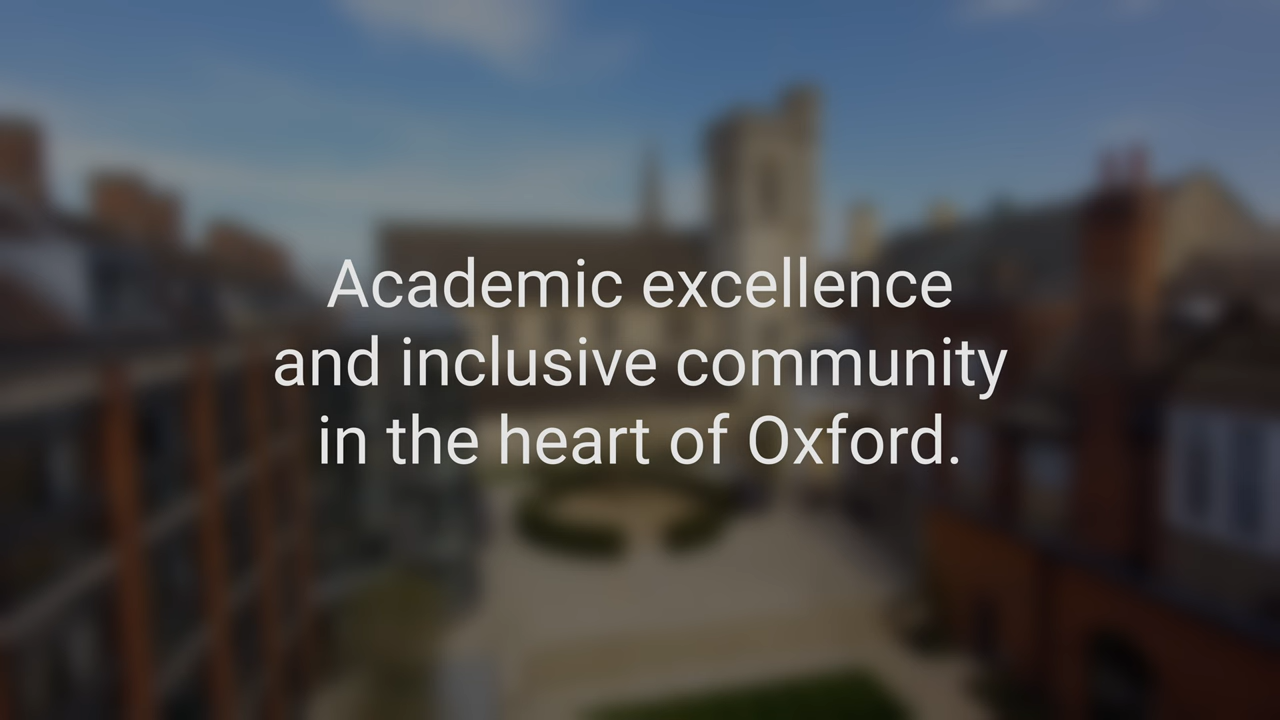 Academic excellence
and inclusive community
in the heart of Oxford.